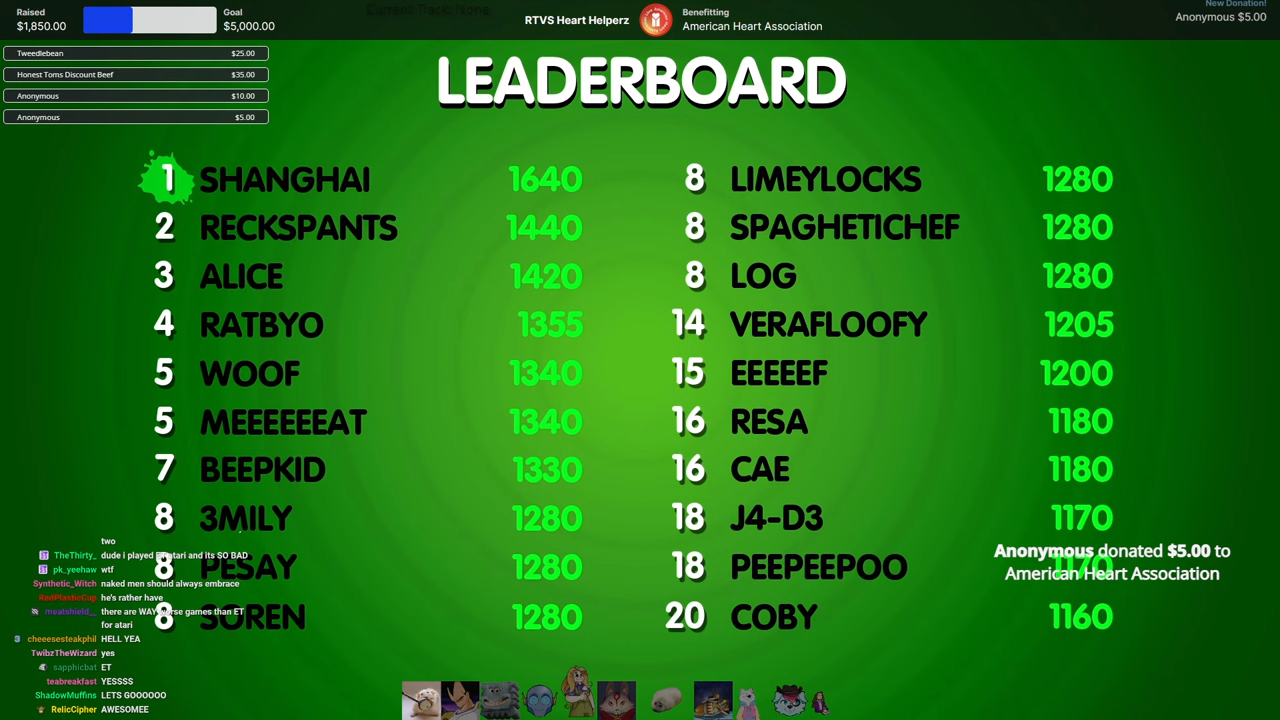 Raised
$1,850.00
Goal
$5,000.00
Current Track: None
RTVS Heart Helperz
Benefitting
American Heart Association
New Donation!
Anonymous $5.00
Tweedlebean $25.00
Honest Toms Discount Beef $35.00
Anonymous $10.00
Anonymous $5.00
LEADERBOARD
1 SHANGHAI 1640
2 RECKSPANTS 1440
3 ALICE 1420
4 RATBYO 1355
5 WOOF 1340
5 MEEEEEEAT 1340
7 BEEPKID 1330
8 3MILY 1280
8 PESAY 1280
8 SOREN 1280
8 LIMEYLOCKS 1280
8 SPAGHETICHEF 1280
8 LOG 1280
14 VERAFLOOFY 1205
15 EEEEEF 1200
16 RESA 1180
16 CAE 1180
18 J4-D3 1170
18 PEEPEEPOO 1170
20 COBY 1160
two
TheThirty_ dude i played ET atari and its SO BAD
pk_yeehaw wtf
Synthetic_Witch naked men should always embrace
RedPlasticCup he's rather have
meatshield__ there are WAY worse games than ET
for atari
cheeesesteakphil HELL YEA
TwibzTheWizard yes
sapphicbat ET
teabreakfast YESSSS
ShadowMuffins LETS GOOOOOO
RelicCipher AWESOMEE
Anonymous donated $5.00 to
American Heart Association